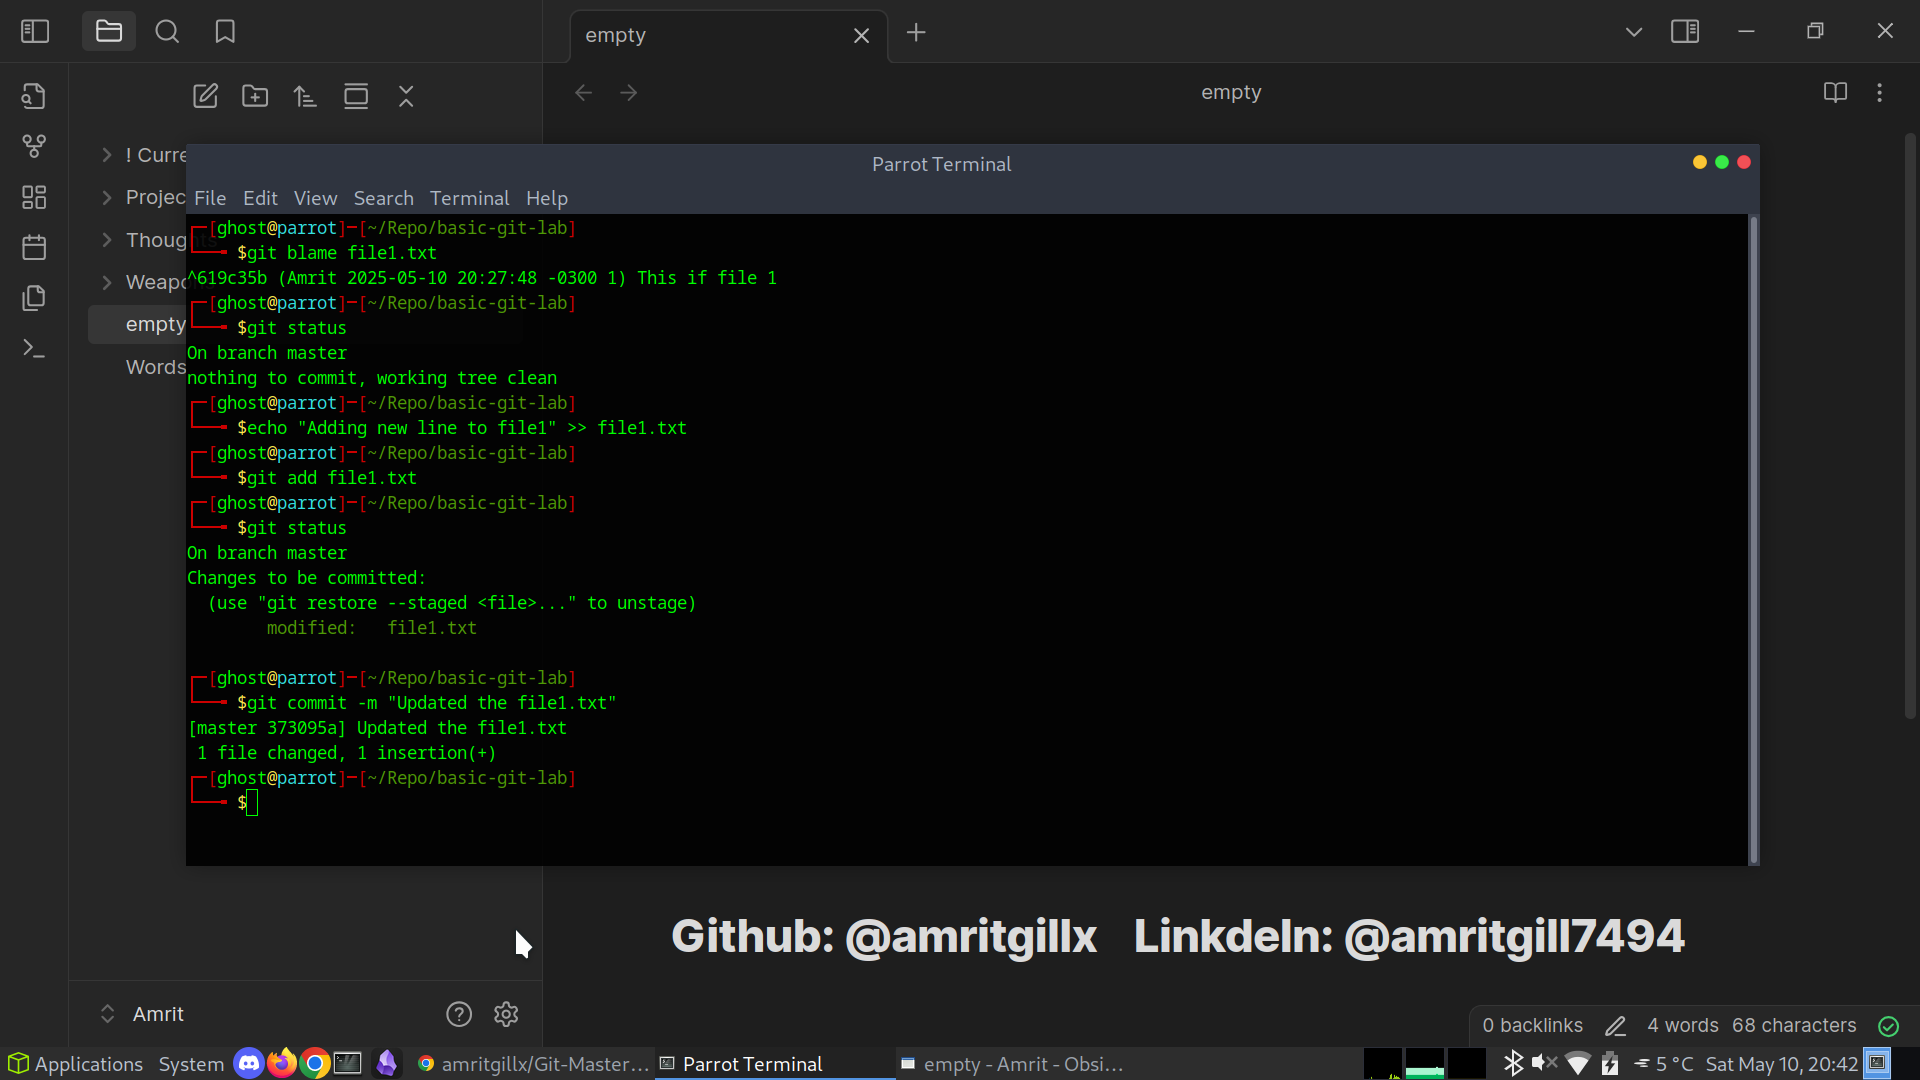 empty
empty
! Curre
Projec
Thoug
Weapo
empty
Words
Parrot Terminal
File Edit View Search Terminal Help
┌─[ghost@parrot]─[~/Repo/basic-git-lab]
└──╼ $git blame file1.txt
^619c35b (Amrit 2025-05-10 20:27:48 -0300 1) This if file 1
┌─[ghost@parrot]─[~/Repo/basic-git-lab]
└──╼ $git status
On branch master
nothing to commit, working tree clean
┌─[ghost@parrot]─[~/Repo/basic-git-lab]
└──╼ $echo "Adding new line to file1" >> file1.txt
┌─[ghost@parrot]─[~/Repo/basic-git-lab]
└──╼ $git add file1.txt
┌─[ghost@parrot]─[~/Repo/basic-git-lab]
└──╼ $git status
On branch master
Changes to be committed:
  (use "git restore --staged <file>..." to unstage)
        modified:   file1.txt
┌─[ghost@parrot]─[~/Repo/basic-git-lab]
└──╼ $git commit -m "Updated the file1.txt"
[master 373095a] Updated the file1.txt
 1 file changed, 1 insertion(+)
┌─[ghost@parrot]─[~/Repo/basic-git-lab]
└──╼ $
Github: @amritgillx Linkdeln: @amritgill7494
Amrit
0 backlinks 4 words 68 characters
Applications System amritgillx/Git-Master... Parrot Terminal empty - Amrit - Obsi... 5 °C Sat May 10, 20:42